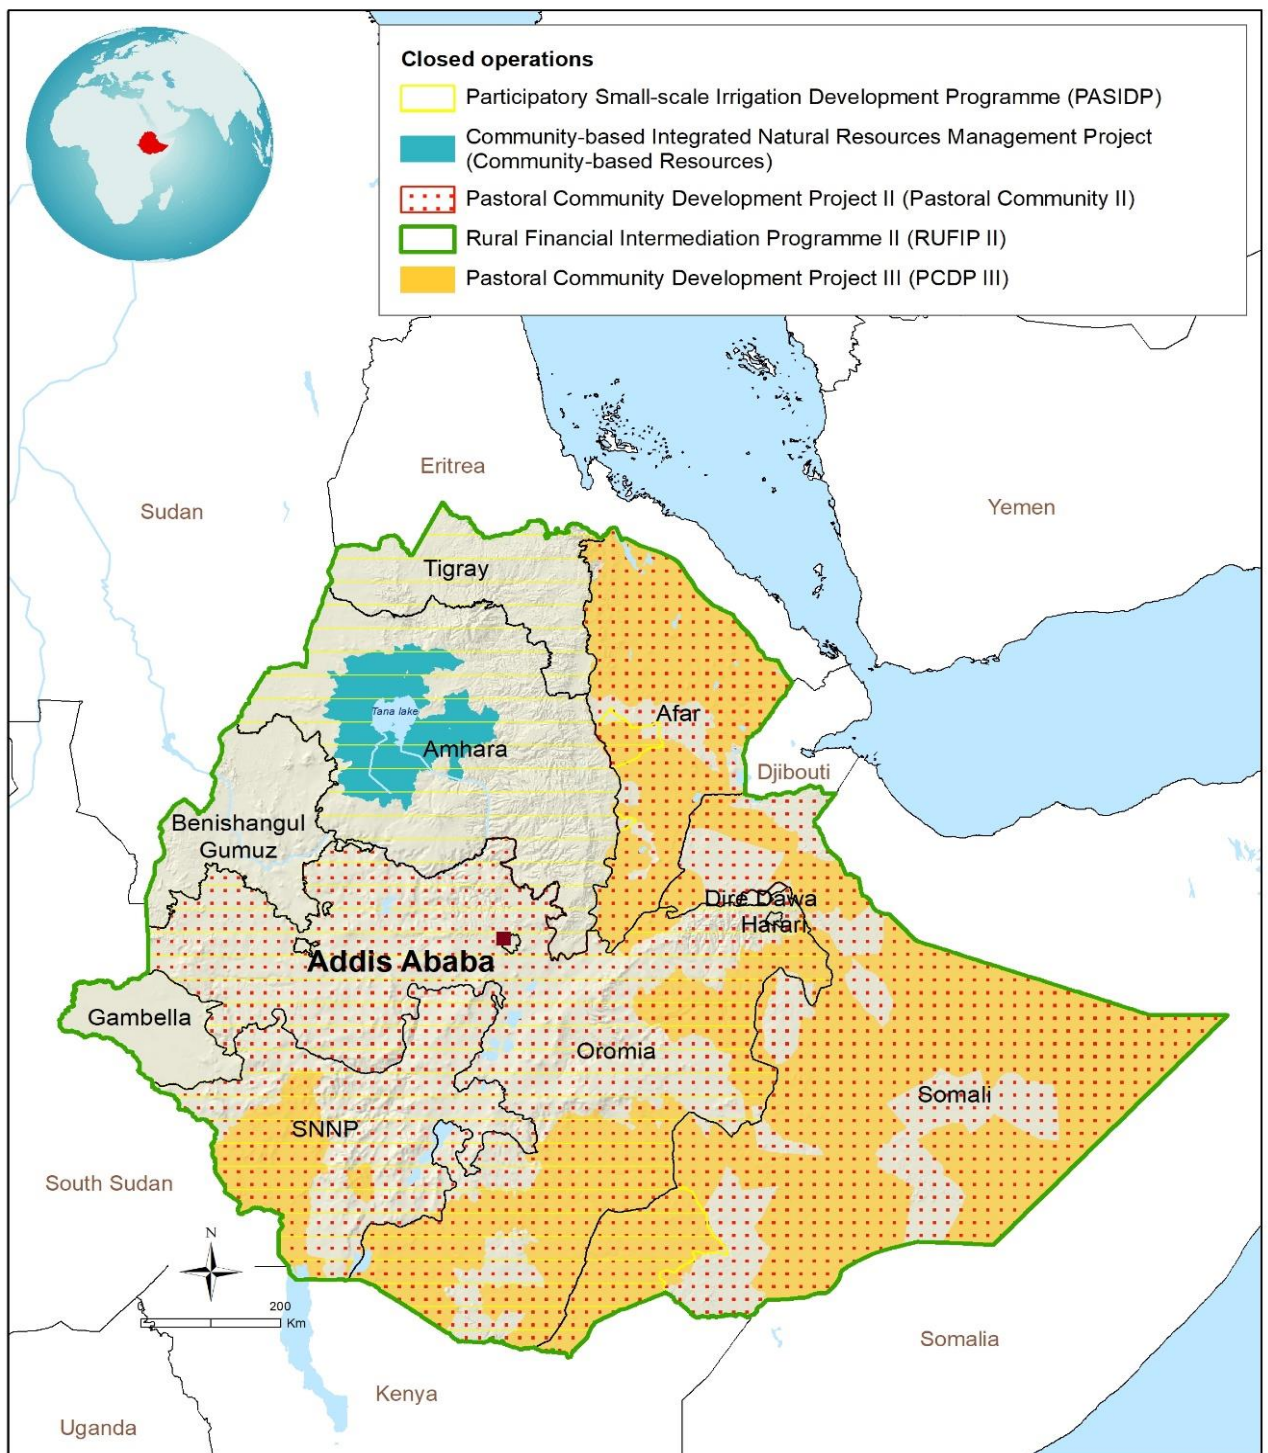 Closed operations
Participatory Small-scale Irrigation Development Programme (PASIDP)
Community-based Integrated Natural Resources Management Project
(Community-based Resources)
Pastoral Community Development Project II (Pastoral Community II)
Rural Financial Intermediation Programme II (RUFIP II)
Pastoral Community Development Project III (PCDP III)
Eritrea
Sudan
Yemen
Tigray
Tana lake
Afar
Amhara
Djibouti
Benishangul
Gumuz
Dire Dawa
Harari
Addis Ababa
Gambella
Oromia
Somali
SNNP
South Sudan
N
0 200
Km
Somalia
Kenya
Uganda